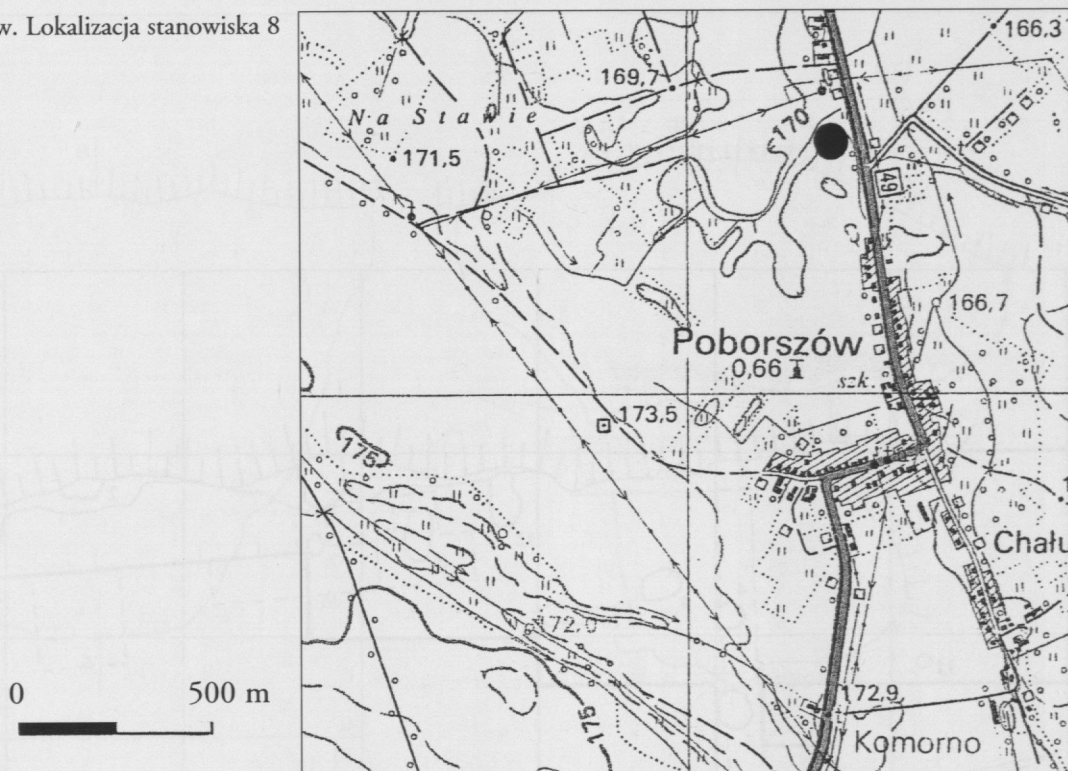 w. Lokalizacja stanowiska 8
166,3
169,7
Na Stawie
170
171,5
49
166,7
Poborszów
0,66
szk.
173,5
175
Chału
172,0
0 500 m
175
172,9
Komorno